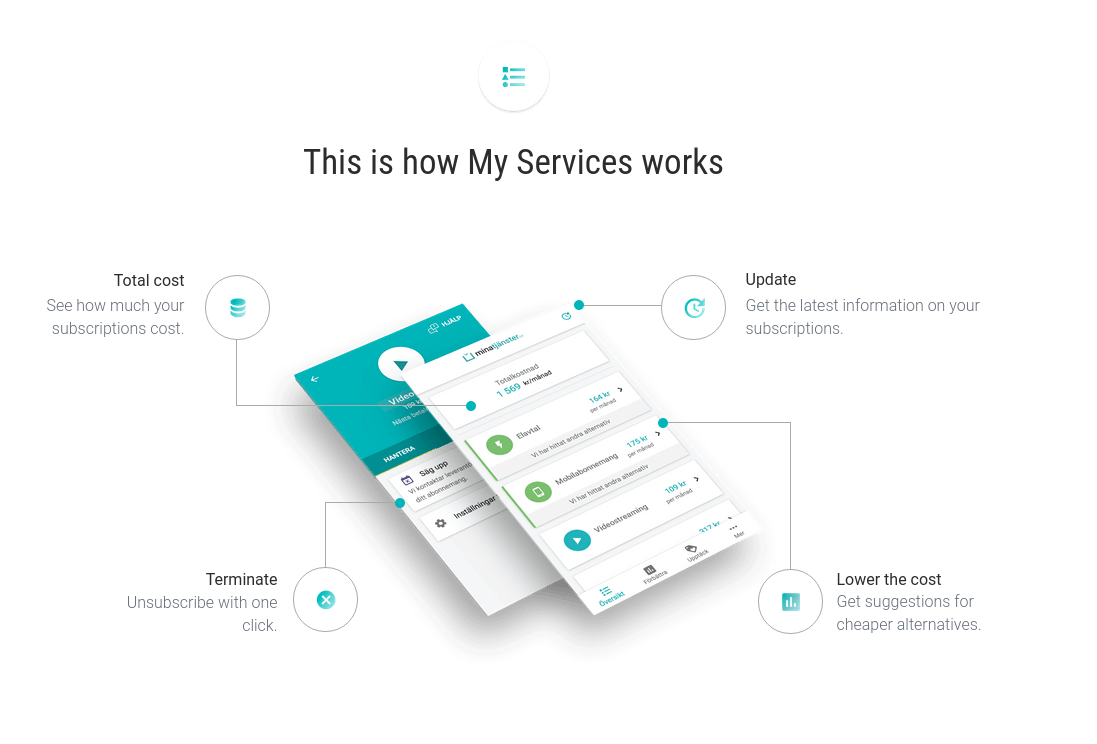 This is how My Services works
Total cost
See how much your
subscriptions cost.
Update
Get the latest information on your
subscriptions.
HJÄLP
minatjänster
Totalkostnad
1 569 kr/månad
Video
HANTERA
Säg upp
Vi kontaktar leverantö
ditt abonnemang.
Inställningar
Elavtal
164 kr
per månad
Vi har hittat andra alternativ
Mobilabonnemang
175 kr
per månad
Vi har hittat andra alternativ
Videostreaming
109 kr
per månad
217 kr
Översikt
Förbättra
Upptäck
Mer
Terminate
Unsubscribe with one
click.
Lower the cost
Get suggestions for
cheaper alternatives.